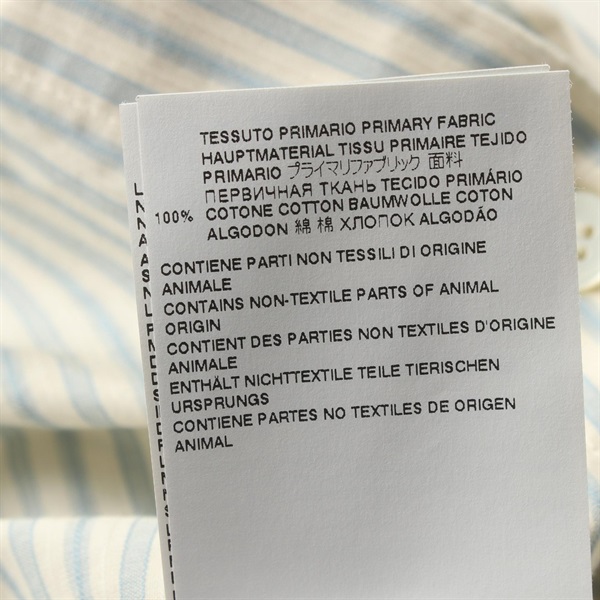 TESSUTO PRIMARIO PRIMARY FABRIC
HAUPTMATERIAL TISSU PRIMAIRE TEJIDO
PRIMARIO プライマリファブリック 面料
ПЕРВИЧНАЯ ТКАНЬ TECIDO PRIMÁRIO
100% COTONE COTTON BAUMWOLLE COTON
ALGODON 綿 棉 ХЛОПОК ALGODÃO
CONTIENE PARTI NON TESSILI DI ORIGINE
ANIMALE
CONTAINS NON-TEXTILE PARTS OF ANIMAL
ORIGIN
CONTIENT DES PARTIES NON TEXTILES D'ORIGINE
ANIMALE
ENTHÄLT NICHTTEXTILE TEILE TIERISCHEN
URSPRUNGS
CONTIENE PARTES NO TEXTILES DE ORIGEN
ANIMAL